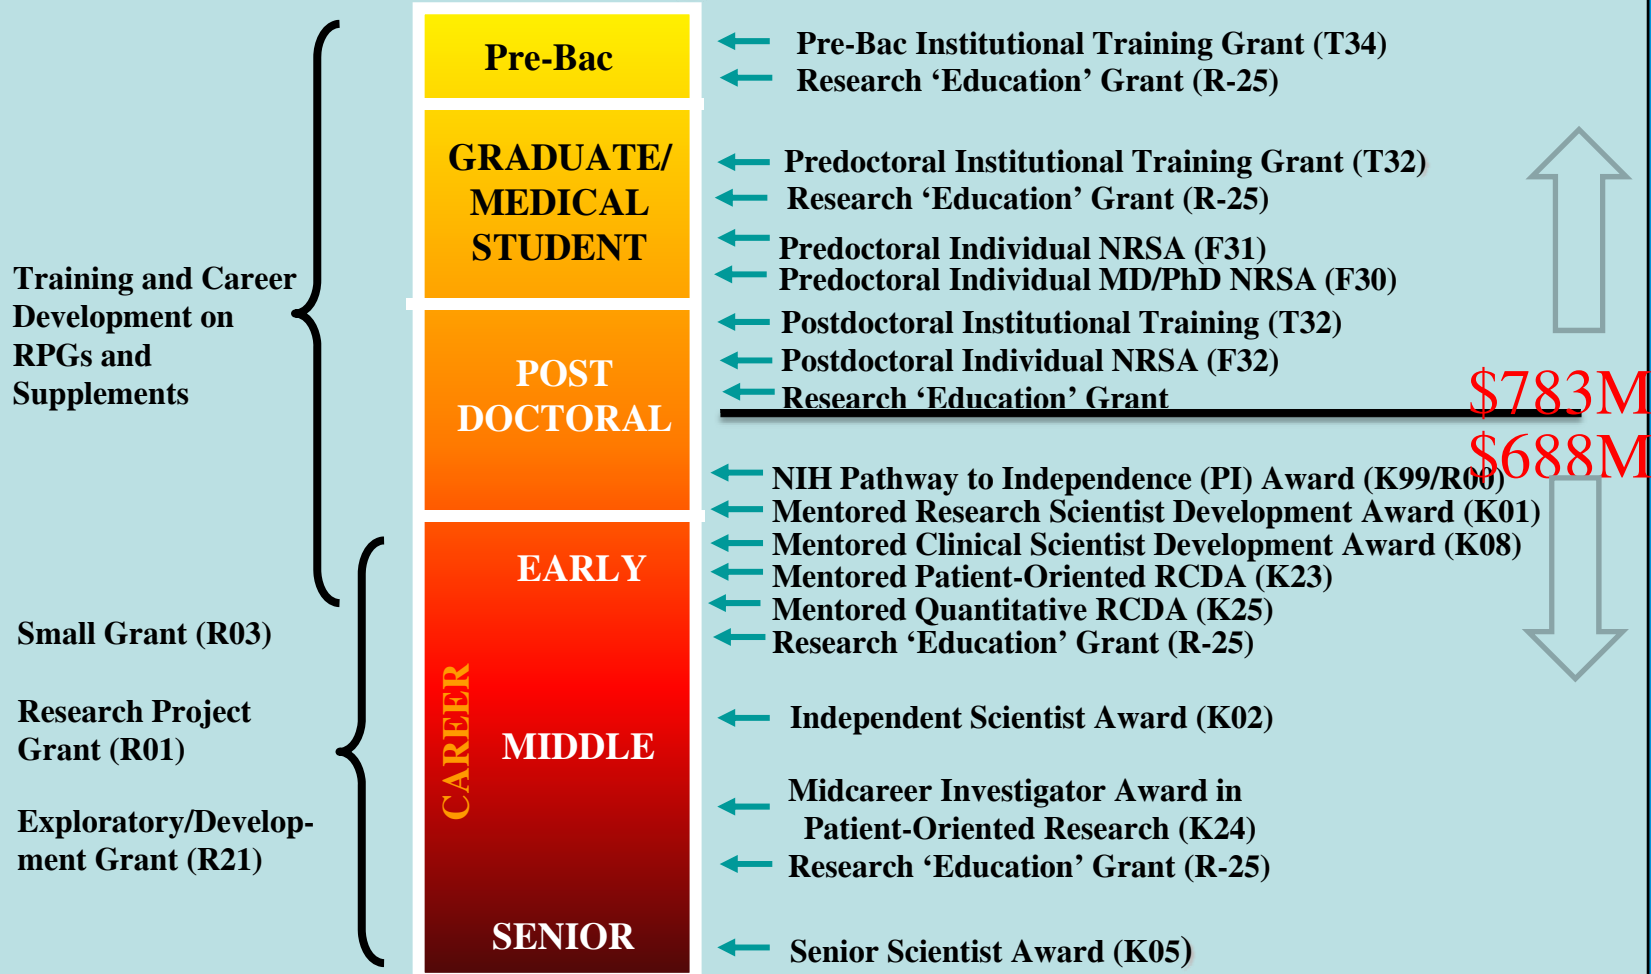 Training and Career
Development on
RPGs and
Supplements
Small Grant (R03)
Research Project
Grant (R01)
Exploratory/Develop-
ment Grant (R21)
Pre-Bac
GRADUATE/
MEDICAL
STUDENT
POST
DOCTORAL
CAREER
EARLY
MIDDLE
SENIOR
Pre-Bac Institutional Training Grant (T34)
Research ‘Education’ Grant (R-25)
Predoctoral Institutional Training Grant (T32)
Research ‘Education’ Grant (R-25)
Predoctoral Individual NRSA (F31)
Predoctoral Individual MD/PhD NRSA (F30)
Postdoctoral Institutional Training (T32)
Postdoctoral Individual NRSA (F32)
Research ‘Education’ Grant
$783M
$688M
NIH Pathway to Independence (PI) Award (K99/R00)
Mentored Research Scientist Development Award (K01)
Mentored Clinical Scientist Development Award (K08)
Mentored Patient-Oriented RCDA (K23)
Mentored Quantitative RCDA (K25)
Research ‘Education’ Grant (R-25)
Independent Scientist Award (K02)
Midcareer Investigator Award in
Patient-Oriented Research (K24)
Research ‘Education’ Grant (R-25)
Senior Scientist Award (K05)